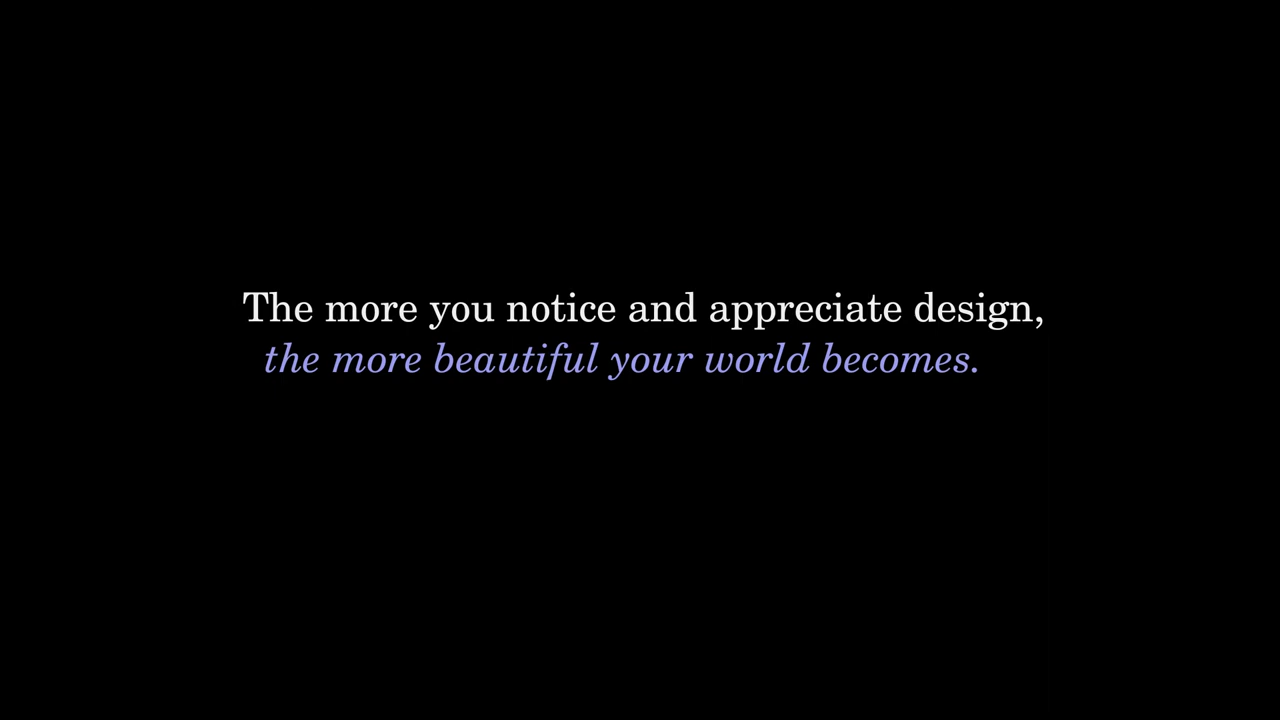 The more you notice and appreciate design,
the more beautiful your world becomes.